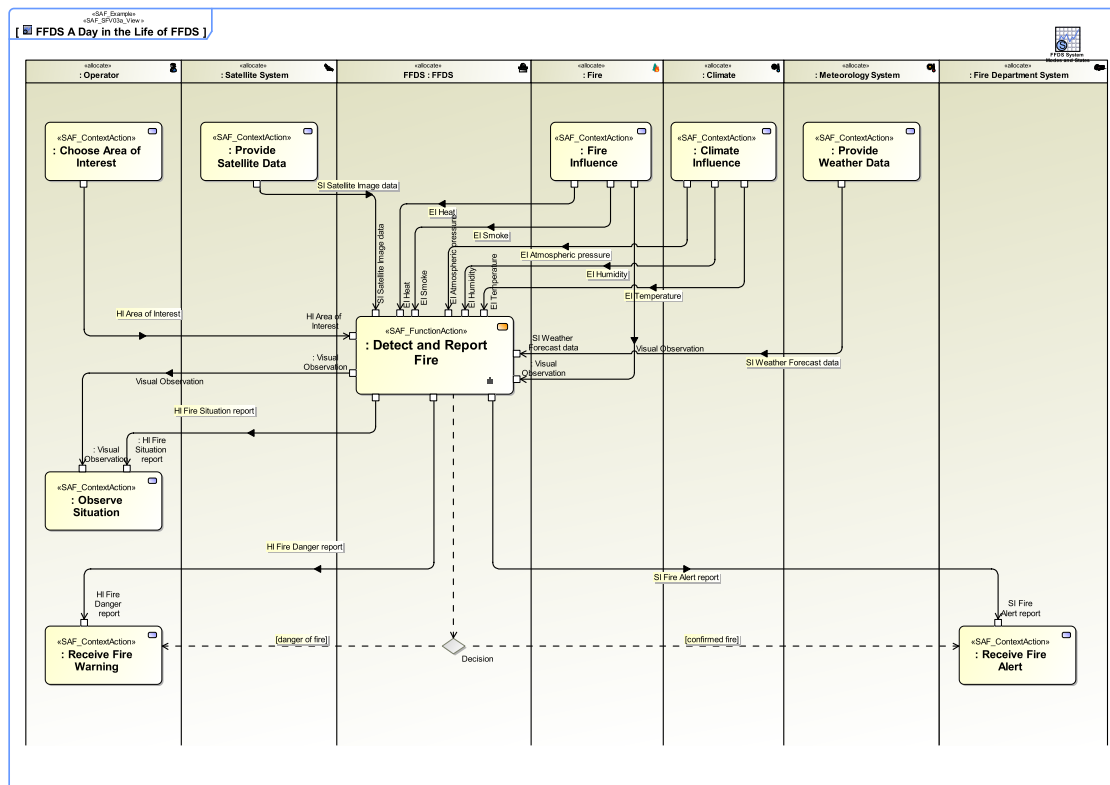 «SAF_Example»
«SAF_SFV03a_View»
[ FFDS A Day in the Life of FFDS ]
FFDS System
Modes and States
«allocate»
: Operator
«allocate»
: Satellite System
«allocate»
FFDS : FFDS
«allocate»
: Fire
«allocate»
: Climate
«allocate»
: Meteorology System
«allocate»
: Fire Department System
«SAF_ContextAction»
: Choose Area of
Interest
«SAF_ContextAction»
: Provide
Satellite Data
«SAF_ContextAction»
: Fire
Influence
«SAF_ContextAction»
: Climate
Influence
«SAF_ContextAction»
: Provide
Weather Data
SI Satellite Image data
EI Heat
EI Smoke
EI Atmospheric pressure
EI Humidity
EI Temperature
SI Satellite Image data
EI Heat
EI Smoke
EI Atmospheric pressure
EI Humidity
EI Temperature
HI Area of Interest
HI Area of
Interest
«SAF_FunctionAction»
: Detect and Report
Fire
SI Weather
Forecast data
Visual Observation
SI Weather Forecast data
: Visual
Observation
Visual Observation
Visual
Observation
HI Fire Situation report
: Visual
Observation
: HI Fire
Situation
report
«SAF_ContextAction»
: Observe
Situation
HI Fire Danger report
SI Fire Alert report
HI Fire
Danger
report
SI Fire
Alert report
«SAF_ContextAction»
: Receive Fire
Warning
[danger of fire]
Decision
[confirmed fire]
«SAF_ContextAction»
: Receive Fire
Alert